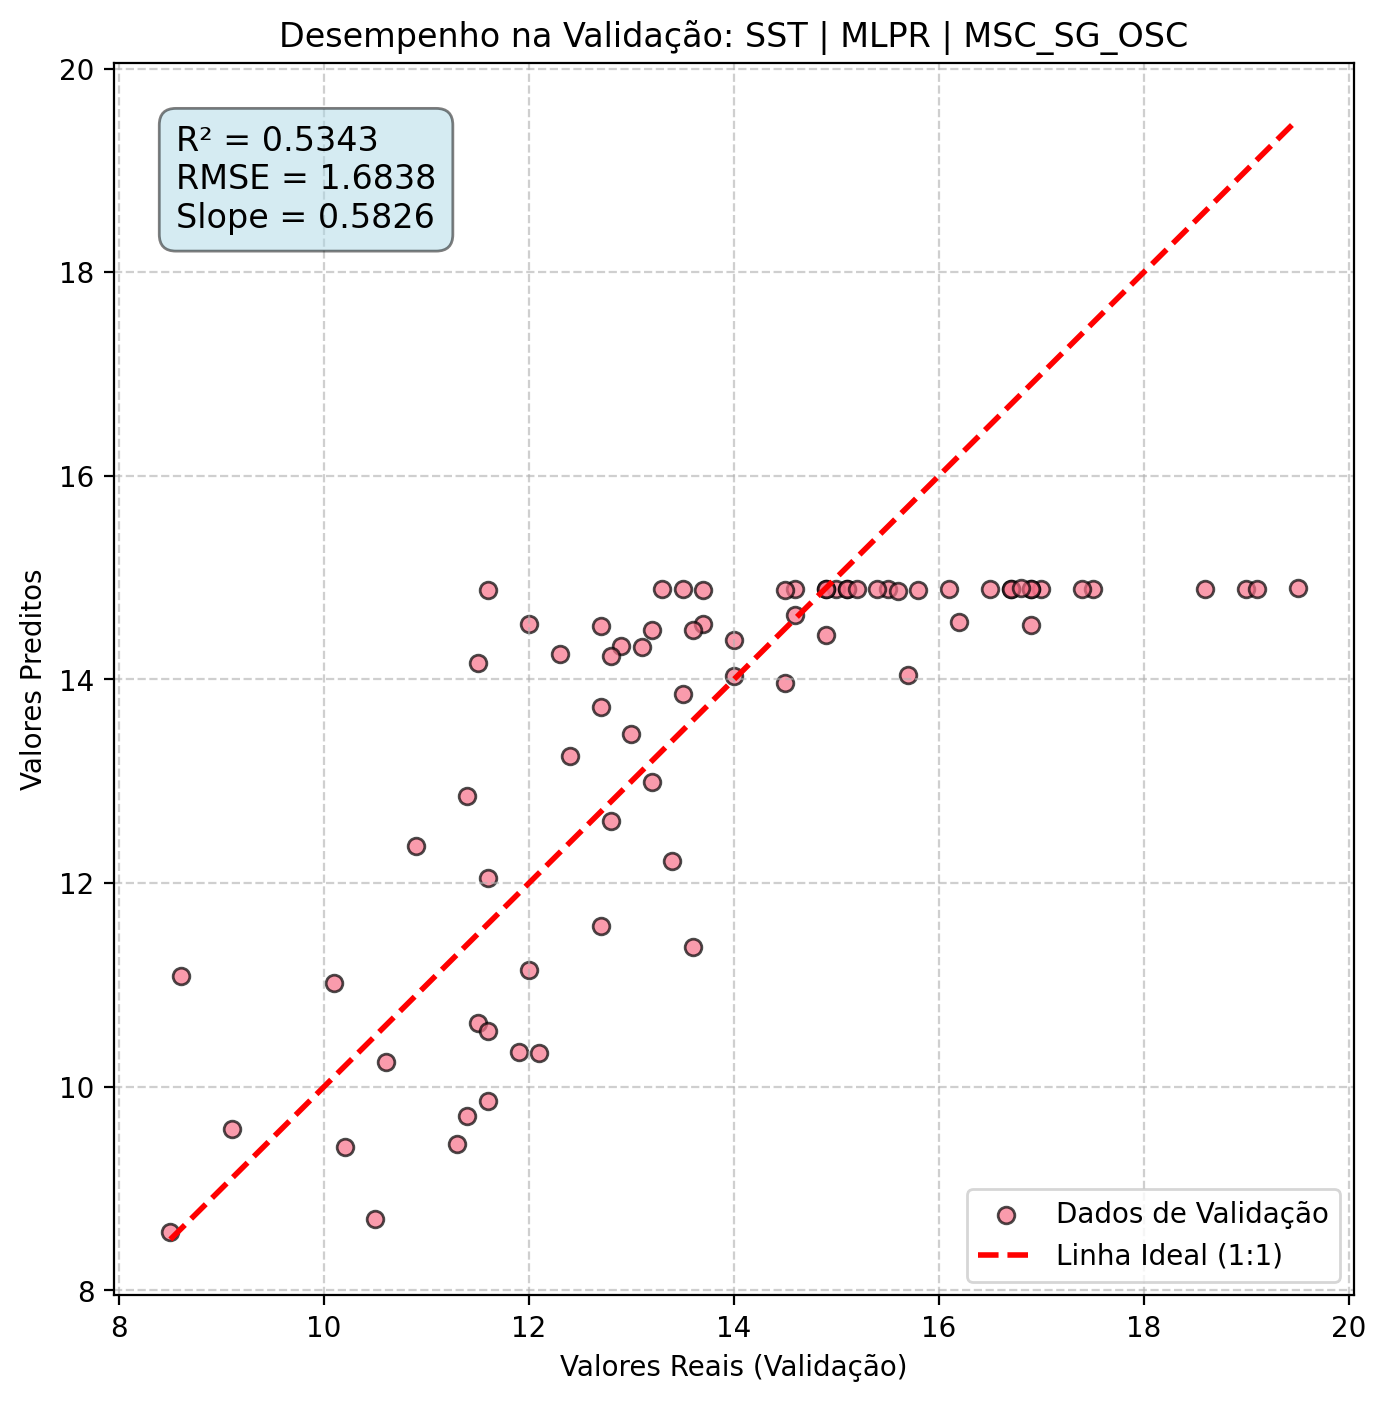 Desempenho na Validação: SST | MLPR | MSC_SG_OSC
20
18
16
14
12
10
8
R² = 0.5343
RMSE = 1.6838
Slope = 0.5826
Valores Preditos
Dados de Validação
Linha Ideal (1:1)
8 10 12 14 16 18 20
Valores Reais (Validação)